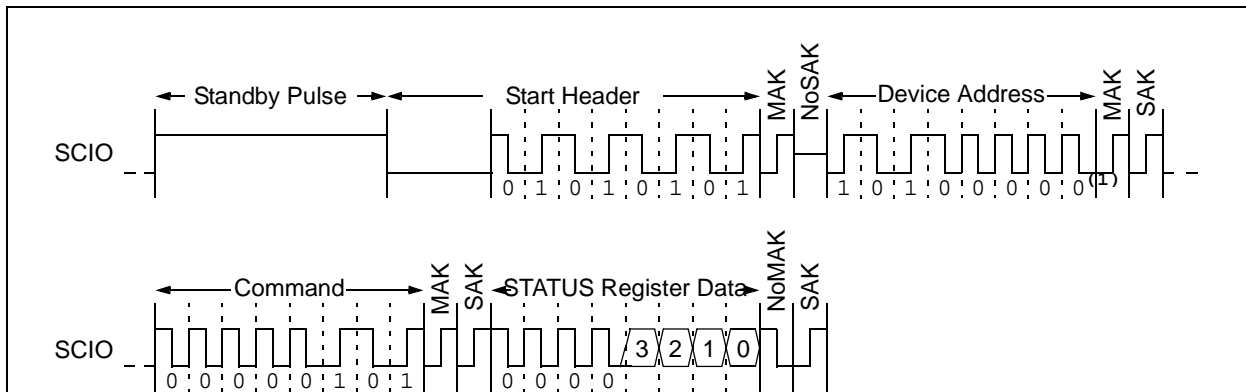 MAK NoSAK MAK SAK
Standby Pulse Start Header Device Address
SCIO
0 1 0 1 0 1 0 1 1 0 1 0 0 0 0 0 (1)
MAK SAK NoMAK SAK
Command STATUS Register Data
SCIO 3 2 1 0
0 0 0 0 0 1 0 1 0 0 0 0